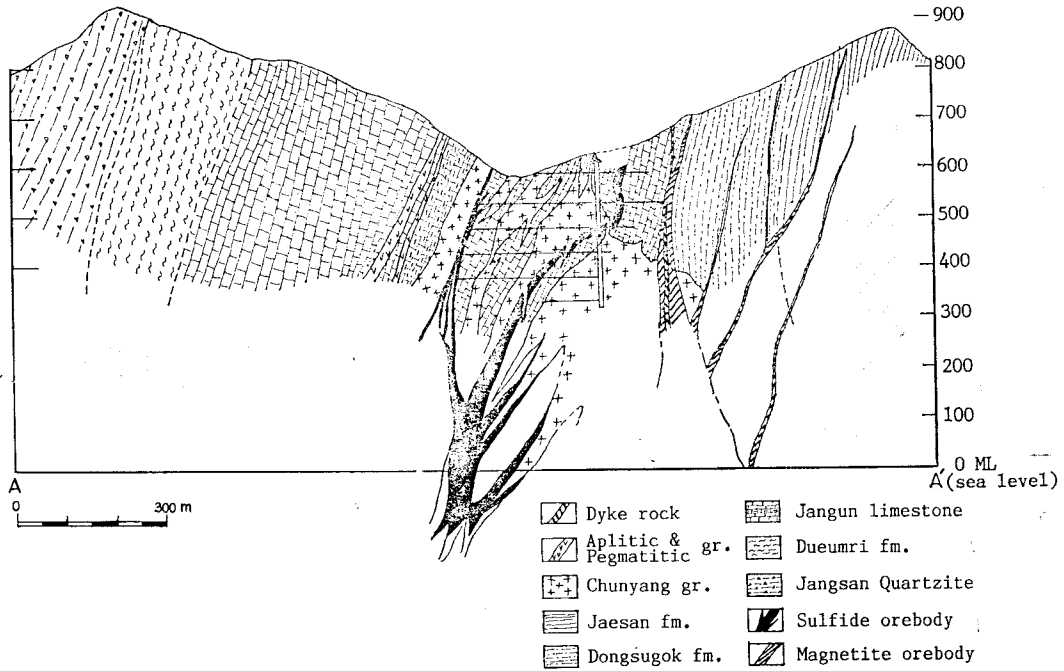 900
800
700
600
500
400
300
200
100
0 ML
A
A′(sea level)
0 300 m
Dyke rock
Aplitic & Pegmatitic gr.
Chunyang gr.
Jaesan fm.
Dongsugok fm.
Jangun limestone
Dueumri fm.
Jangsan Quartzite
Sulfide orebody
Magnetite orebody